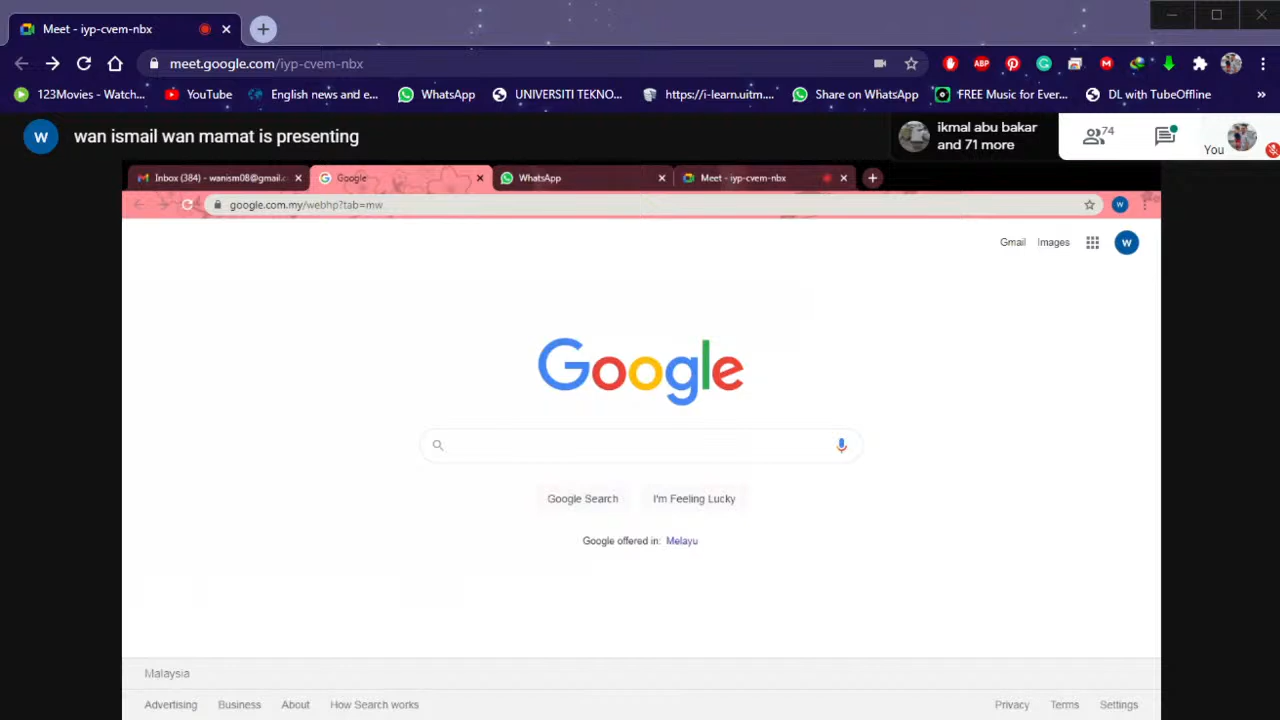 Meet - iyp-cvem-nbx
meet.google.com/iyp-cvem-nbx
ABP
123Movies - Watch...
YouTube
English news and e...
WhatsApp
UNIVERSITI TEKNO...
https://i-learn.uitm....
Share on WhatsApp
FREE Music for Ever...
DL with TubeOffline
»
W
wan ismail wan mamat is presenting
ikmal abu bakar
and 71 more
74
You
Inbox (384) - wanism08@gmail.c
Google
WhatsApp
Meet - iyp-cvem-nbx
google.com.my/webhp?tab=mw
W
Gmail
Images
W
Google
Google Search
I'm Feeling Lucky
Google offered in: Melayu
Malaysia
Advertising
Business
About
How Search works
Privacy
Terms
Settings